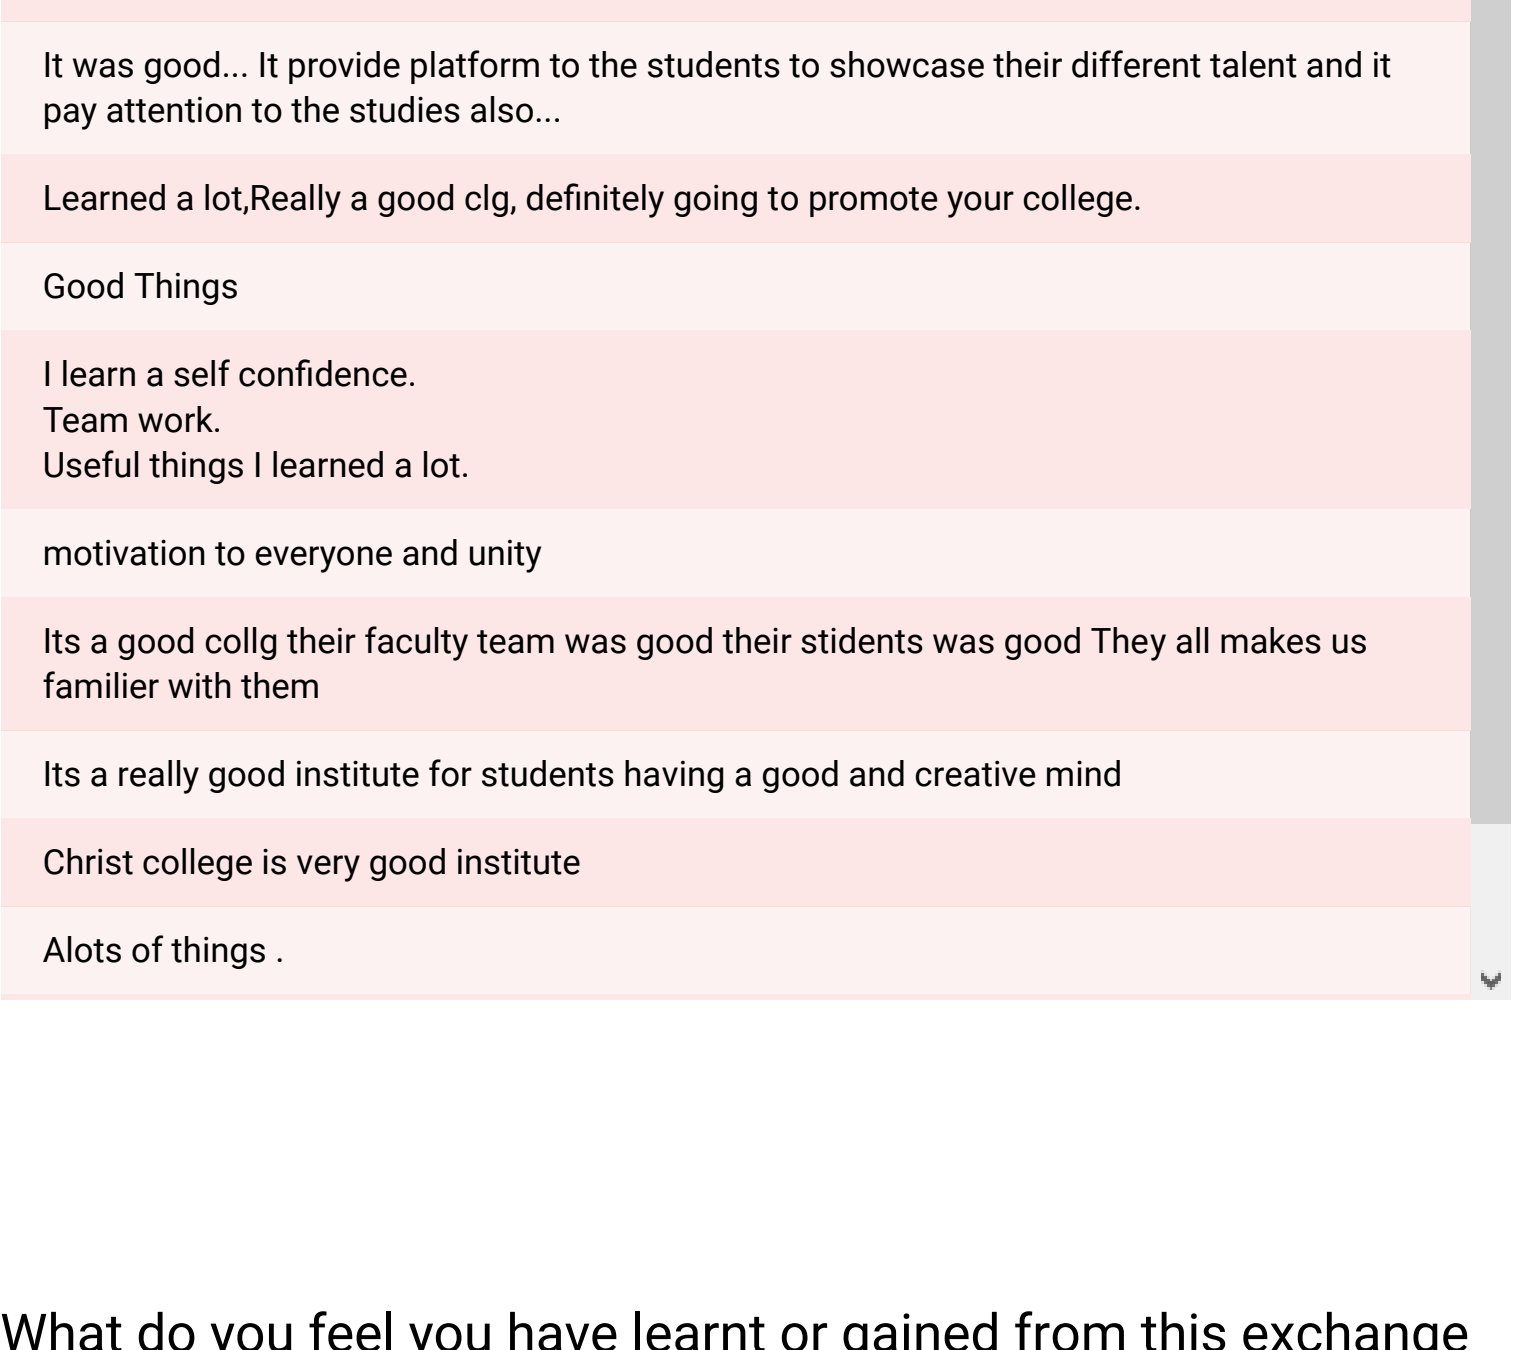 It was good... It provide platform to the students to showcase their different talent and it
pay attention to the studies also...
Learned a lot,Really a good clg, definitely going to promote your college.
Good Things
I learn a self confidence.
Team work.
Useful things I learned a lot.
motivation to everyone and unity
Its a good collg their faculty team was good their stidents was good They all makes us
familier with them
Its a really good institute for students having a good and creative mind
Christ college is very good institute
Alots of things .
What do you feel you have learnt or gained from this exchange